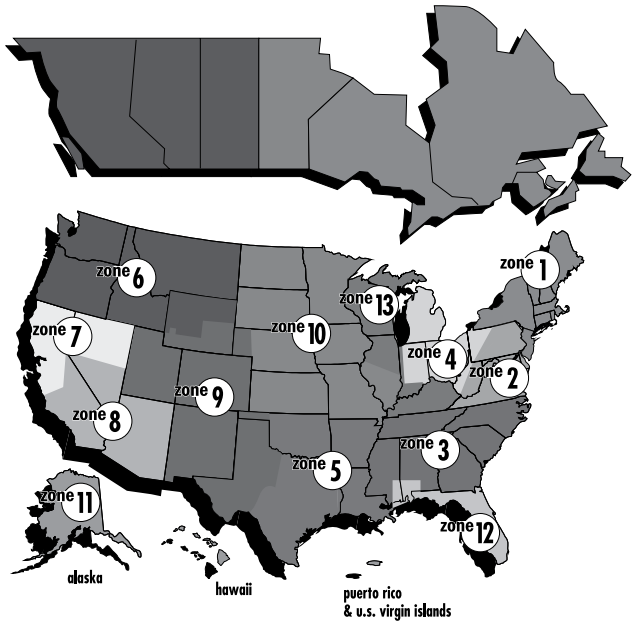 zone 1
zone 6
zone 13
zone 7
zone 10
zone 4
zone 2
zone 9
zone 8
zone 3
zone 5
zone 11
zone 12
alaska
hawaii
puerto rico
& u.s. virgin islands